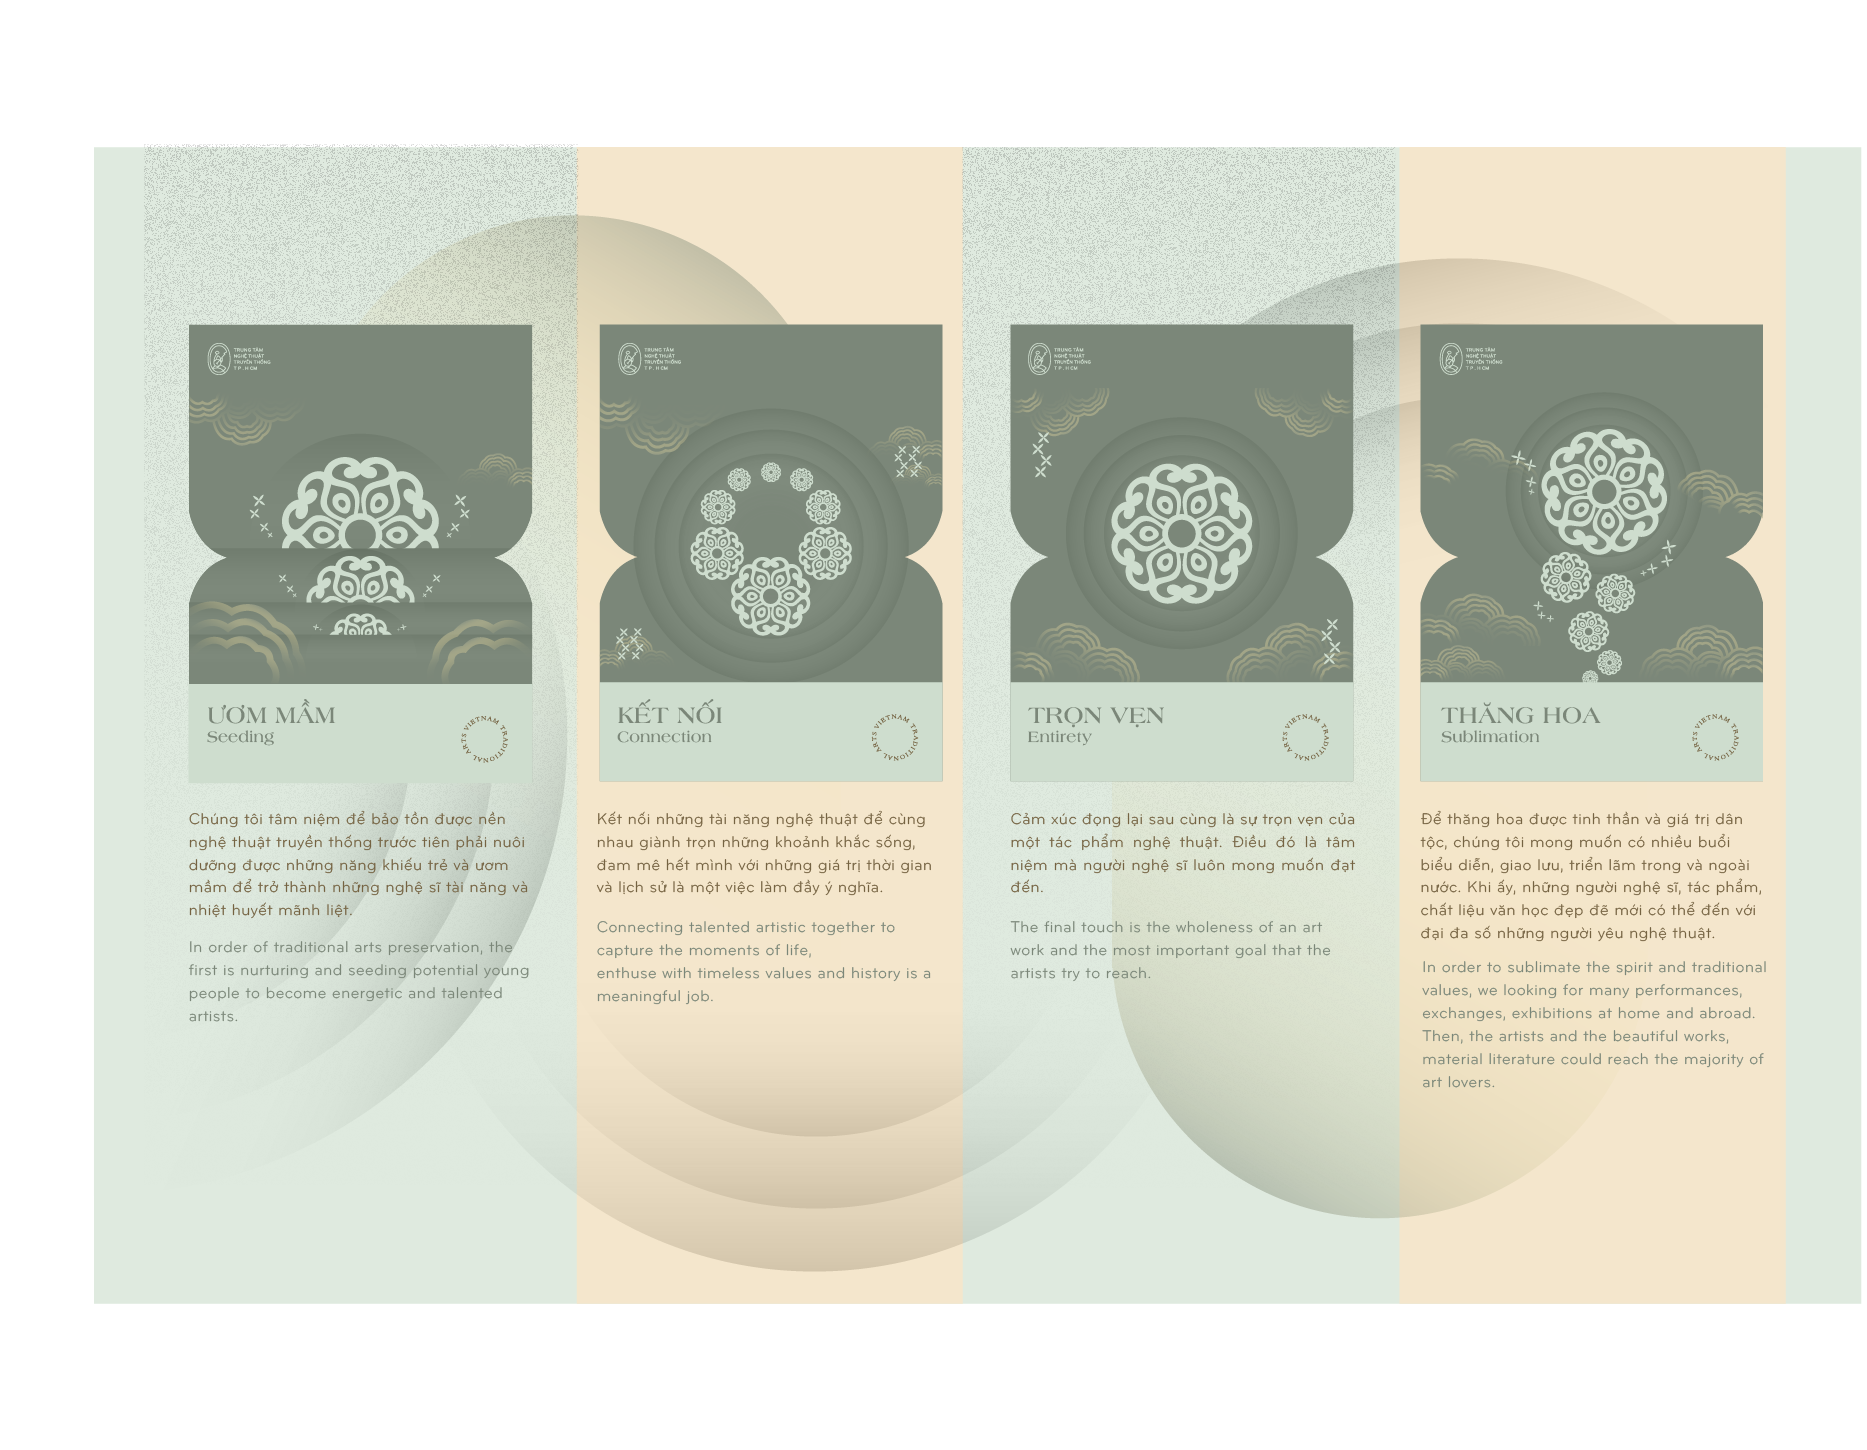 TRUNG TÂM
NGHỆ THUẬT
TRUYỀN THỐNG
TP. HCM
ƯƠM MẦM
Seeding
VIETNAM TRADITIONAL ARTS
Chúng tôi tâm niệm để bảo tồn được nền
nghệ thuật truyền thống trước tiên phải nuôi
dưỡng được những năng khiếu trẻ và ươm
mầm để trở thành những nghệ sĩ tài năng và
nhiệt huyết mãnh liệt.
In order of traditional arts preservation, the
first is nurturing and seeding potential young
people to become energetic and talented
artists.
TRUNG TÂM
NGHỆ THUẬT
TRUYỀN THỐNG
TP. HCM
KẾT NỐI
Connection
VIETNAM TRADITIONAL ARTS
Kết nối những tài năng nghệ thuật để cùng
nhau giành trọn những khoảnh khắc sống,
đam mê hết mình với những giá trị thời gian
và lịch sử là một việc làm đầy ý nghĩa.
Connecting talented artistic together to
capture the moments of life,
enthuse with timeless values and history is a
meaningful job.
TRUNG TÂM
NGHỆ THUẬT
TRUYỀN THỐNG
TP. HCM
TRỌN VẸN
Entirety
VIETNAM TRADITIONAL ARTS
Cảm xúc đọng lại sau cùng là sự trọn vẹn của
một tác phẩm nghệ thuật. Điều đó là tâm
niệm mà người nghệ sĩ luôn mong muốn đạt
đến.
The final touch is the wholeness of an art
work and the most important goal that the
artists try to reach.
TRUNG TÂM
NGHỆ THUẬT
TRUYỀN THỐNG
TP. HCM
THĂNG HOA
Sublimation
VIETNAM TRADITIONAL ARTS
Để thăng hoa được tinh thần và giá trị dân
tộc, chúng tôi mong muốn có nhiều buổi
biểu diễn, giao lưu, triển lãm trong và ngoài
nước. Khi ấy, những người nghệ sĩ, tác phẩm,
chất liệu văn học đẹp đẽ mới có thể đến với
đại đa số những người yêu nghệ thuật.
In order to sublimate the spirit and traditional
values, we looking for many performances,
exchanges, exhibitions at home and abroad.
Then, the artists and the beautiful works,
material literature could reach the majority of
art lovers.